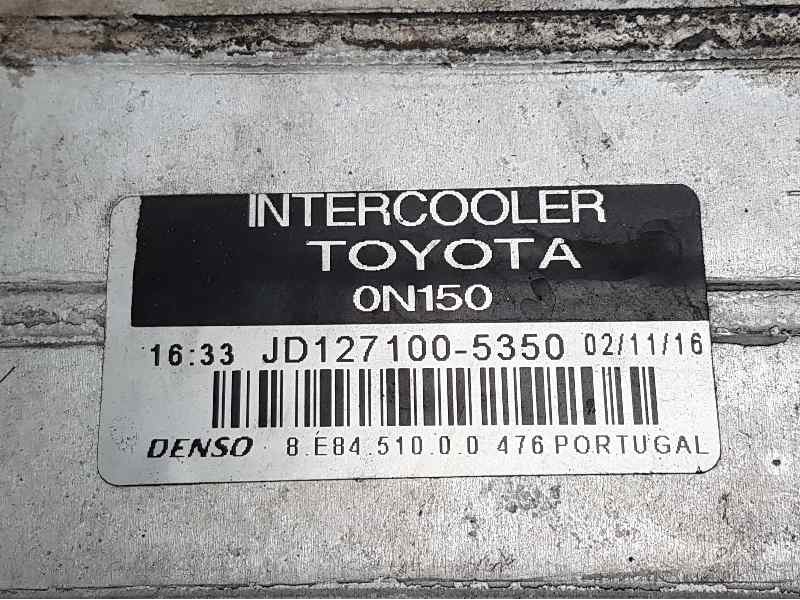 INTERCOOLER
TOYOTA
0N150
16:33 JD127100-5350 02/11/16
DENSO 8.E84.510.0.0 476 PORTUGAL